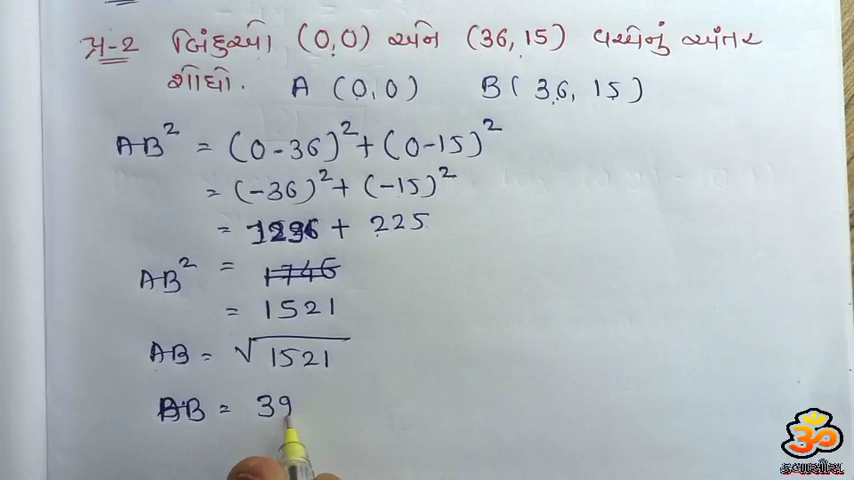 પ્ર-2 બિંદુઓ (0,0) અને (36,15) વચ્ચેનું અંતર
શોધો. A (0,0) B(36, 15)
AB² = (0-36)² + (0-15)²
= (-36)² + (-15)²
= 1296 + 225
AB² = 1746
= 1521
AB = √1521
AB = 39